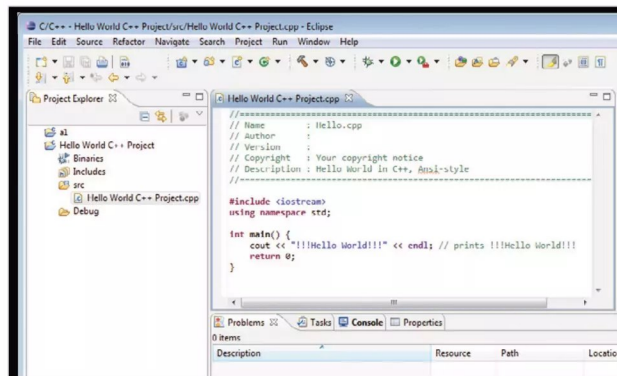 C/C++ - Hello World C++ Project/src/Hello World C++ Project.cpp - Eclipse
File Edit Source Refactor Navigate Search Project Run Window Help
Project Explorer
a1
Hello World C++ Project
Binaries
Includes
src
Hello World C++ Project.cpp
Debug
Hello World C++ Project.cpp
//============================================================
// Name : Hello.cpp
// Author :
// Version :
// Copyright : Your copyright notice
// Description : Hello World in C++, Ansi-style
//============================================================
#include <iostream>
using namespace std;
int main() {
cout << "!!!Hello World!!!" << endl; // prints !!!Hello World!!!
return 0;
}
Problems Tasks Console Properties
0 items
Description Resource Path Locatio